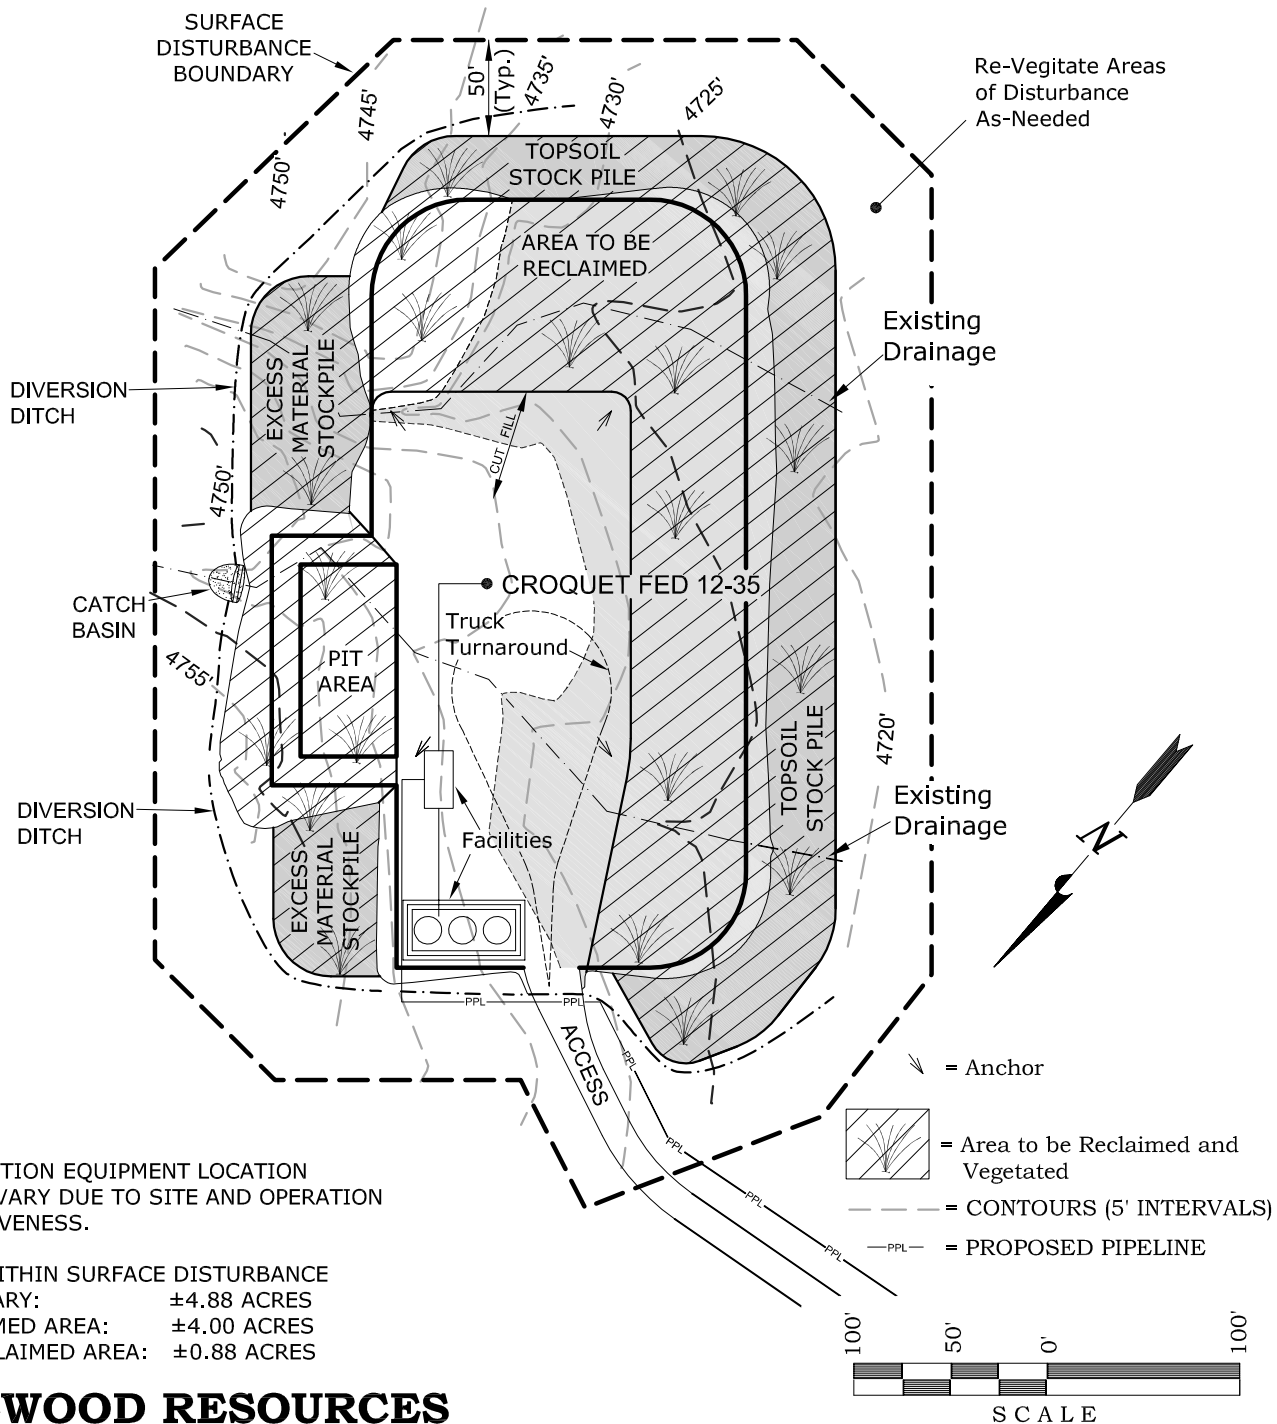 SURFACE
DISTURBANCE
BOUNDARY
50'
(Typ.)
4735'
4730'
4725'
4745'
4750'
Re-Vegitate Areas
of Disturbance
As-Needed
TOPSOIL
STOCK PILE
AREA TO BE
RECLAIMED
Existing
Drainage
DIVERSION
DITCH
EXCESS
MATERIAL
STOCKPILE
CUT
FILL
4750'
CROQUET FED 12-35
CATCH
BASIN
Truck
Turnaround
4755'
PIT
AREA
TOPSOIL
STOCK PILE
4720'
DIVERSION
DITCH
Existing
Drainage
Facilities
EXCESS
MATERIAL
STOCKPILE
N
PPL
PPL
ACCESS
PPL
PPL
PPL
PPL
= Anchor
= Area to be Reclaimed and
Vegetated
= CONTOURS (5' INTERVALS)
PPL
= PROPOSED PIPELINE
TION EQUIPMENT LOCATION
VARY DUE TO SITE AND OPERATION
VENESS.
ITHIN SURFACE DISTURBANCE
ARY: ±4.88 ACRES
MED AREA: ±4.00 ACRES
LAIMED AREA: ±0.88 ACRES
WOOD RESOURCES
100'
50'
0'
100'
SCALE